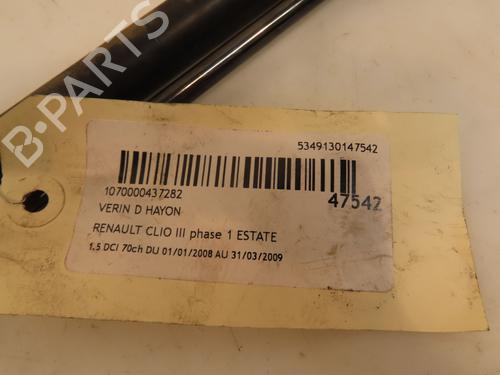 B-PARTS
5349130147542
1070000437282
47542
VERIN D HAYON
RENAULT CLIO III phase 1 ESTATE
1.5 DCI 70ch DU 01/01/2008 AU 31/03/2009